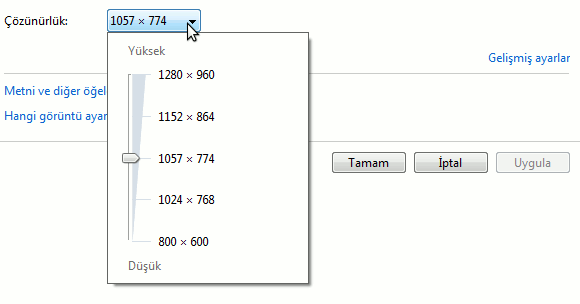 Çözünürlük: 1057 × 774
Yüksek
1280 × 960
1152 × 864
1057 × 774
1024 × 768
800 × 600
Düşük
Gelişmiş ayarlar
Metni ve diğer öğel
Hangi görüntü ayar
Tamam İptal Uygula